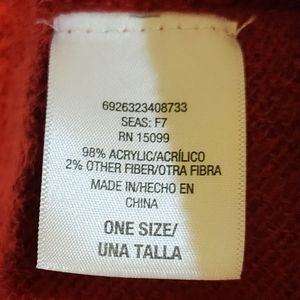 6926323408733
SEAS: F7
RN 15099
98% ACRYLIC/ACRÍLICO
2% OTHER FIBER/OTRA FIBRA
MADE IN/HECHO EN
CHINA
ONE SIZE/
UNA TALLA